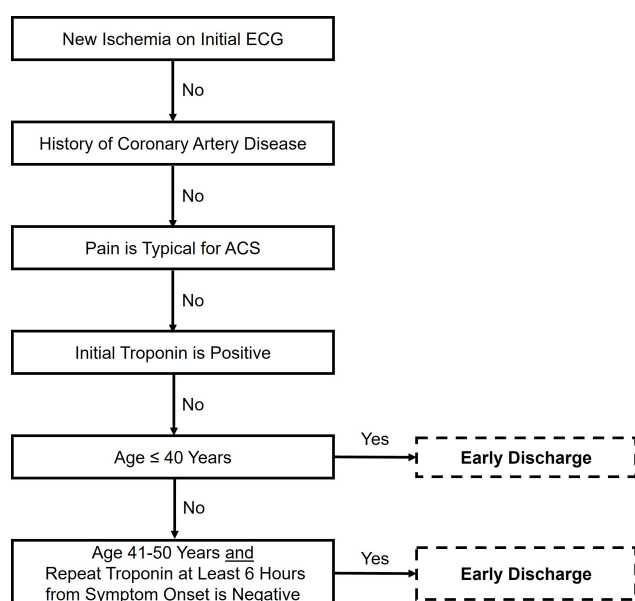 New Ischemia on Initial ECG
No
History of Coronary Artery Disease
No
Pain is Typical for ACS
No
Initial Troponin is Positive
No
Age ≤ 40 Years
Yes
Early Discharge
No
Age 41-50 Years and
Repeat Troponin at Least 6 Hours
from Symptom Onset is Negative
Yes
Early Discharge